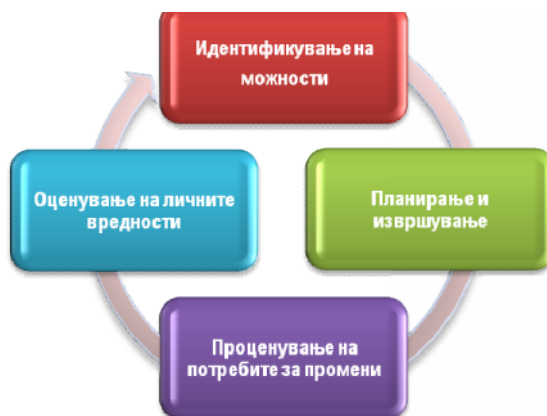 Идентификување на
можности
Планирање и
извршување
Проценување на
потребите за промени
Оценување на личните
вредности